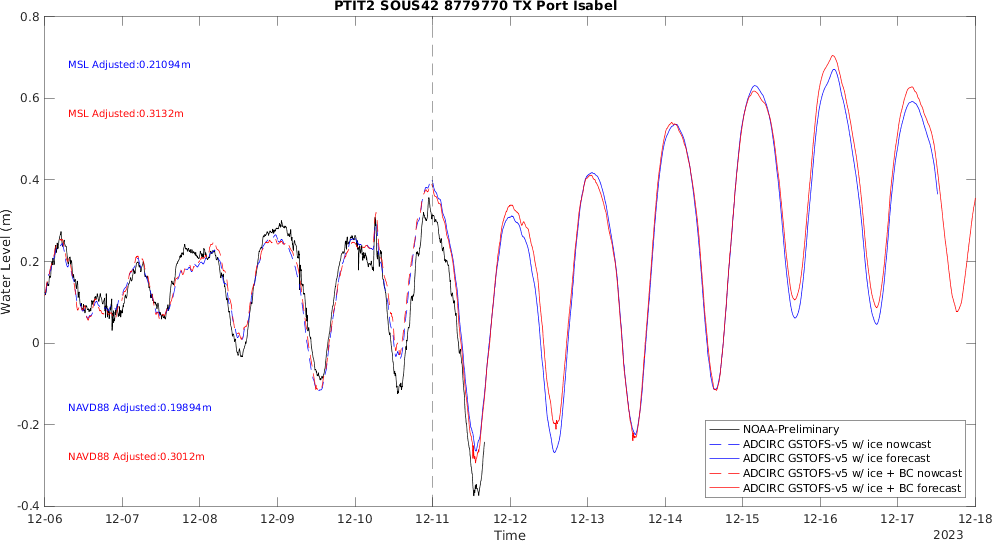 PTIT2 SOUS42 8779770 TX Port Isabel
0.8
0.6
0.4
0.2
0
-0.2
-0.4
Water Level (m)
MSL Adjusted:0.21094m
MSL Adjusted:0.3132m
NAVD88 Adjusted:0.19894m
NAVD88 Adjusted:0.3012m
NOAA-Preliminary
ADCIRC GSTOFS-v5 w/ ice nowcast
ADCIRC GSTOFS-v5 w/ ice forecast
ADCIRC GSTOFS-v5 w/ ice + BC nowcast
ADCIRC GSTOFS-v5 w/ ice + BC forecast
12-06 12-07 12-08 12-09 12-10 12-11 12-12 12-13 12-14 12-15 12-16 12-17 12-18
Time
2023